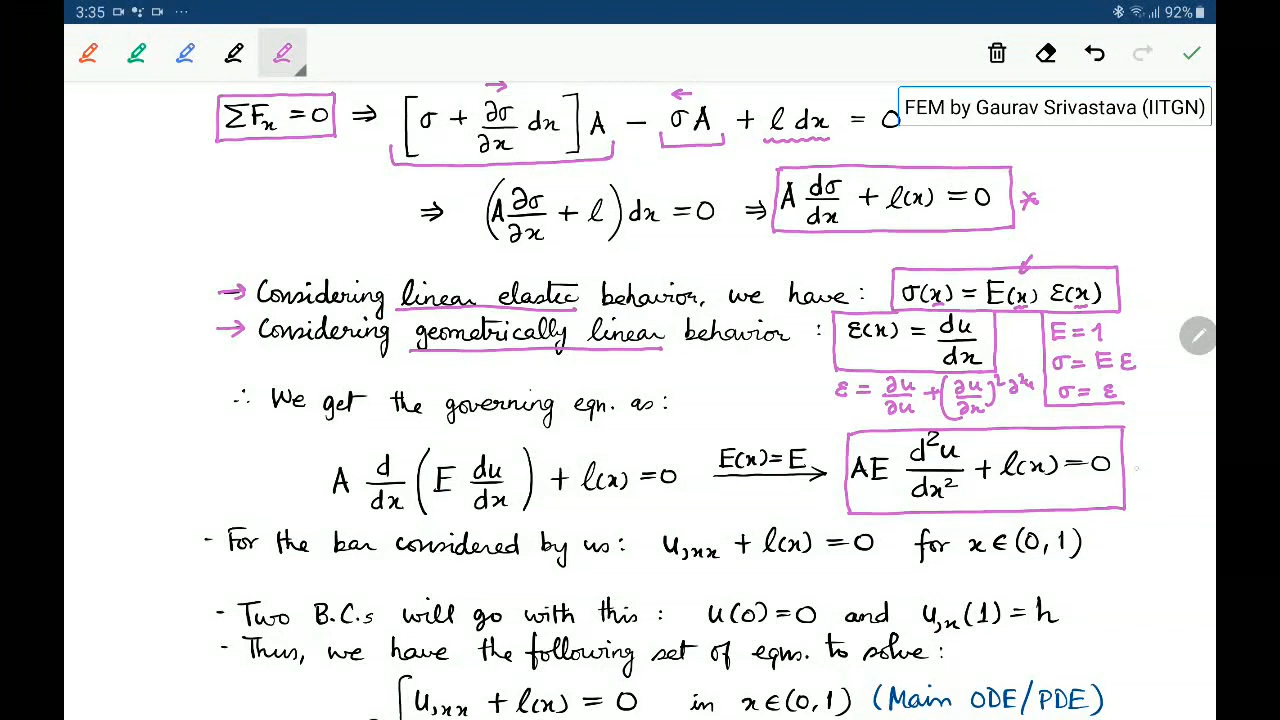 3:35 ... 92%
FEM by Gaurav Srivastava (IITGN)
ΣFx = 0 ⇒ [σ + ∂σ/∂x dx] A − σA + l dx = 0
⇒ (A ∂σ/∂x + l) dx = 0 ⇒ A dσ/dx + l(x) = 0 *
→ Considering linear elastic behavior, we have: σ(x) = E(x) ε(x)
→ Considering geometrically linear behavior : ε(x) = du/dx
E = 1
σ = E ε
σ = ε
ε = ∂u/∂u + (∂u/∂x)²
∴ We get the governing eqn. as:
A d/dx (E du/dx) + l(x) = 0 E(x) = E → AE d²u/dx² + l(x) = 0
- For the bar considered by us: u,xx + l(x) = 0 for x ∈ (0,1)
- Two B.C.s will go with this : u(0) = 0 and u,x(1) = h
- Thus, we have the following set of eqns. to solve :
u,xx + l(x) = 0 in x ∈ (0,1) (Main ODE/PDE)